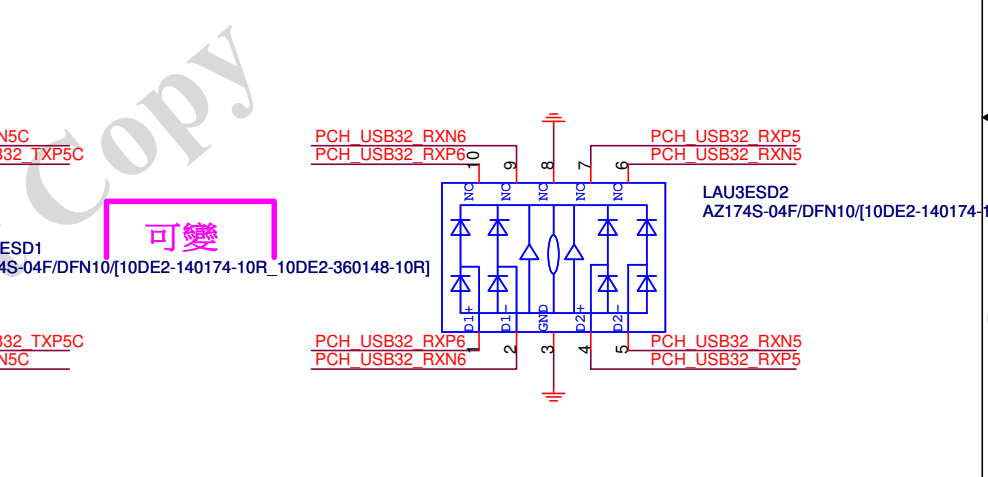 Copy
N5C
B32_TXP5C
PCH_USB32_RXN6
PCH_USB32_RXP6
PCH_USB32_RXP5
PCH_USB32_RXN5
10
9
8
7
6
NC
NC
NC
NC
NC
LAU3ESD2
AZ174S-04F/DFN10/[10DE2-140174-1
可變
ESD1
4S-04F/DFN10/[10DE2-140174-10R_10DE2-360148-10R]
D1+
D1-
GND
D2+
D2-
B32_TXP5C
N5C
PCH_USB32_RXP6
PCH_USB32_RXN6
1
2
3
4
5
PCH_USB32_RXN5
PCH_USB32_RXP5